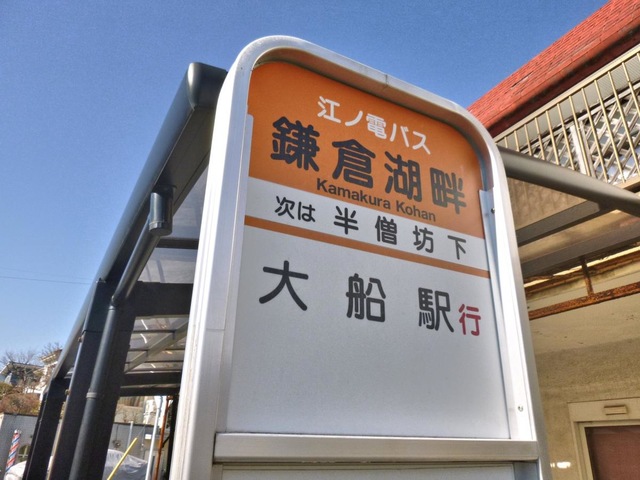 江ノ電バス
鎌倉湖畔
Kamakura Kohan
次は 半僧坊下
大船駅行